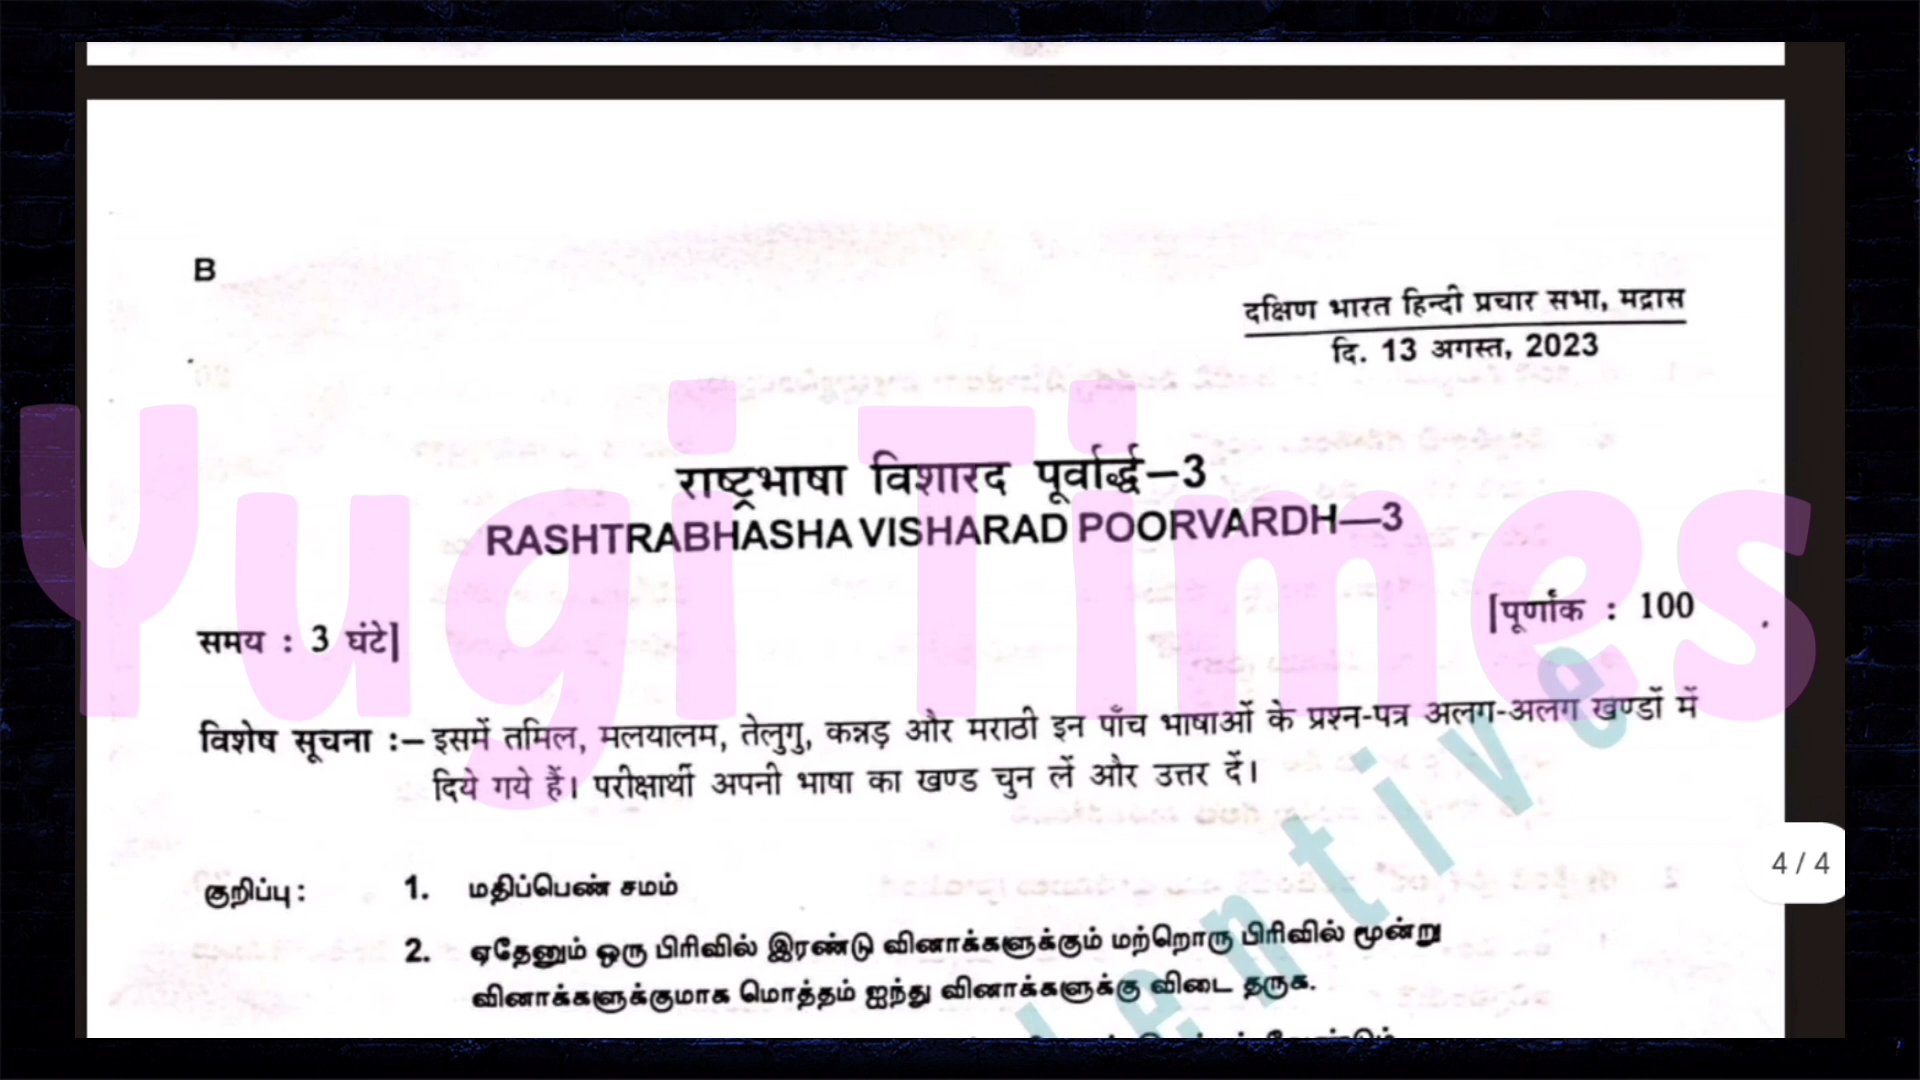 B
दक्षिण भारत हिन्दी प्रचार सभा, मद्रास
दि. 13 अगस्त, 2023
राष्ट्रभाषा विशारद पूर्वार्द्ध–3
RASHTRABHASHA VISHARAD POORVARDH—3
Yugi Times
समय : 3 घंटे]
[पूर्णांक : 100
विशेष सूचना :– इसमें तमिल, मलयालम, तेलुगु, कन्नड़ और मराठी इन पाँच भाषाओं के प्रश्न-पत्र अलग-अलग खण्डों में
दिये गये हैं। परीक्षार्थी अपनी भाषा का खण्ड चुन लें और उत्तर दें।
4 / 4
குறிப்பு : 1. மதிப்பெண் சமம்
2. ஏதேனும் ஒரு பிரிவில் இரண்டு வினாக்களுக்கும் மற்றொரு பிரிவில் மூன்று
வினாக்களுக்குமாக மொத்தம் ஐந்து வினாக்களுக்கு விடை தருக.